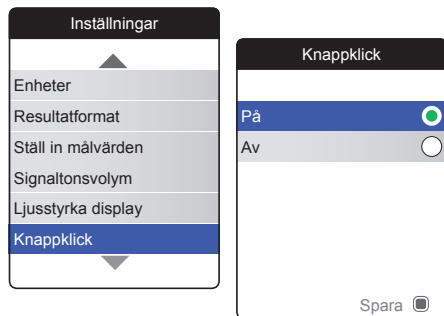 Inställningar
Enheter
Resultatformat
Ställ in målvärden
Signaltonsvolym
Ljusstyrka display
Knappklick
Knappklick
På
Av
Spara